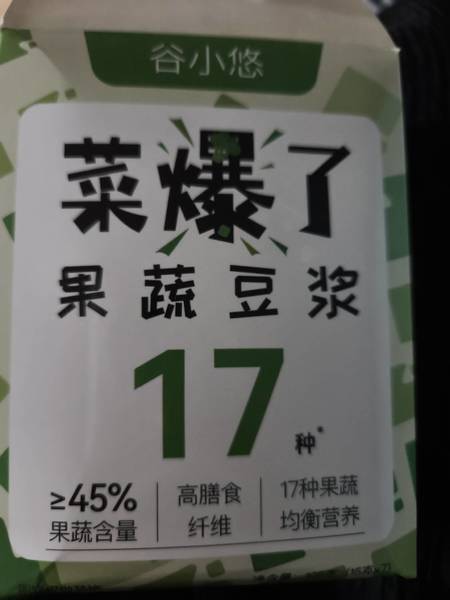 谷小悠
菜爆了
果蔬豆浆
17
种*
≥45%
果蔬含量
高膳食
纤维
17种果蔬
均衡营养